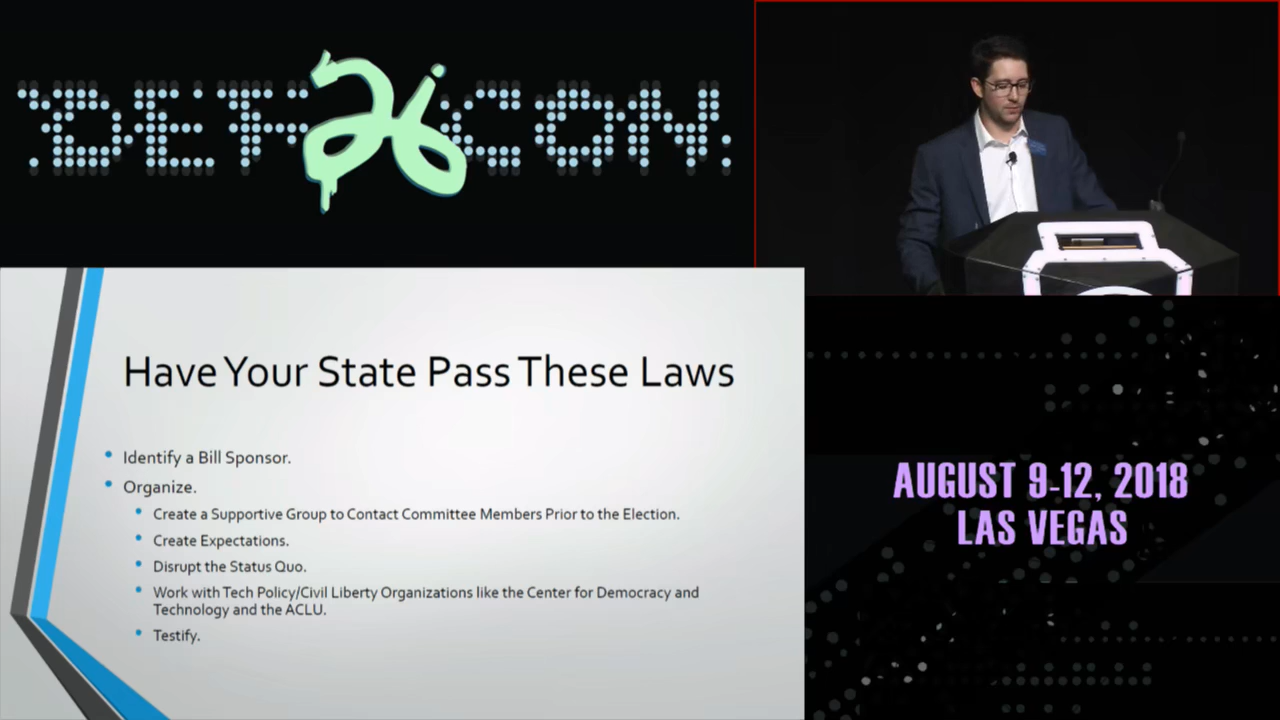 DEF 26 CON
Have Your State Pass These Laws
Identify a Bill Sponsor.
Organize.
Create a Supportive Group to Contact Committee Members Prior to the Election.
Create Expectations.
Disrupt the Status Quo.
Work with Tech Policy/Civil Liberty Organizations like the Center for Democracy and
Technology and the ACLU.
Testify.
AUGUST 9-12, 2018
LAS VEGAS